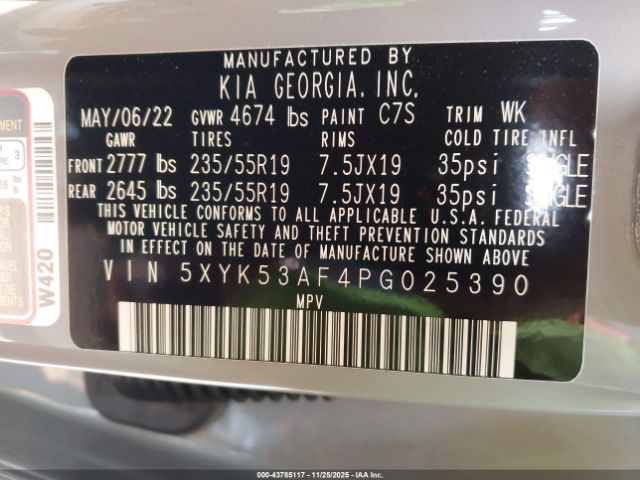 MANUFACTURED BY
KIA GEORGIA, INC.
MAY/06/22 GVWR 4674 lbs PAINT C7S TRIM WK
GAWR TIRES RIMS COLD TIRE INFL
FRONT 2777 lbs 235/55R19 7.5JX19 35psi SINGLE
REAR 2645 lbs 235/55R19 7.5JX19 35psi SINGLE
THIS VEHICLE CONFORMS TO ALL APPLICABLE U.S.A. FEDERAL
MOTOR VEHICLE SAFETY AND THEFT PREVENTION STANDARDS
IN EFFECT ON THE DATE OF MANUFACTURE SHOWN ABOVE.
VIN 5XYK53AF4PG025390
MPV
W420
000-43785117 - 11/25/2025 - IAAI.COM